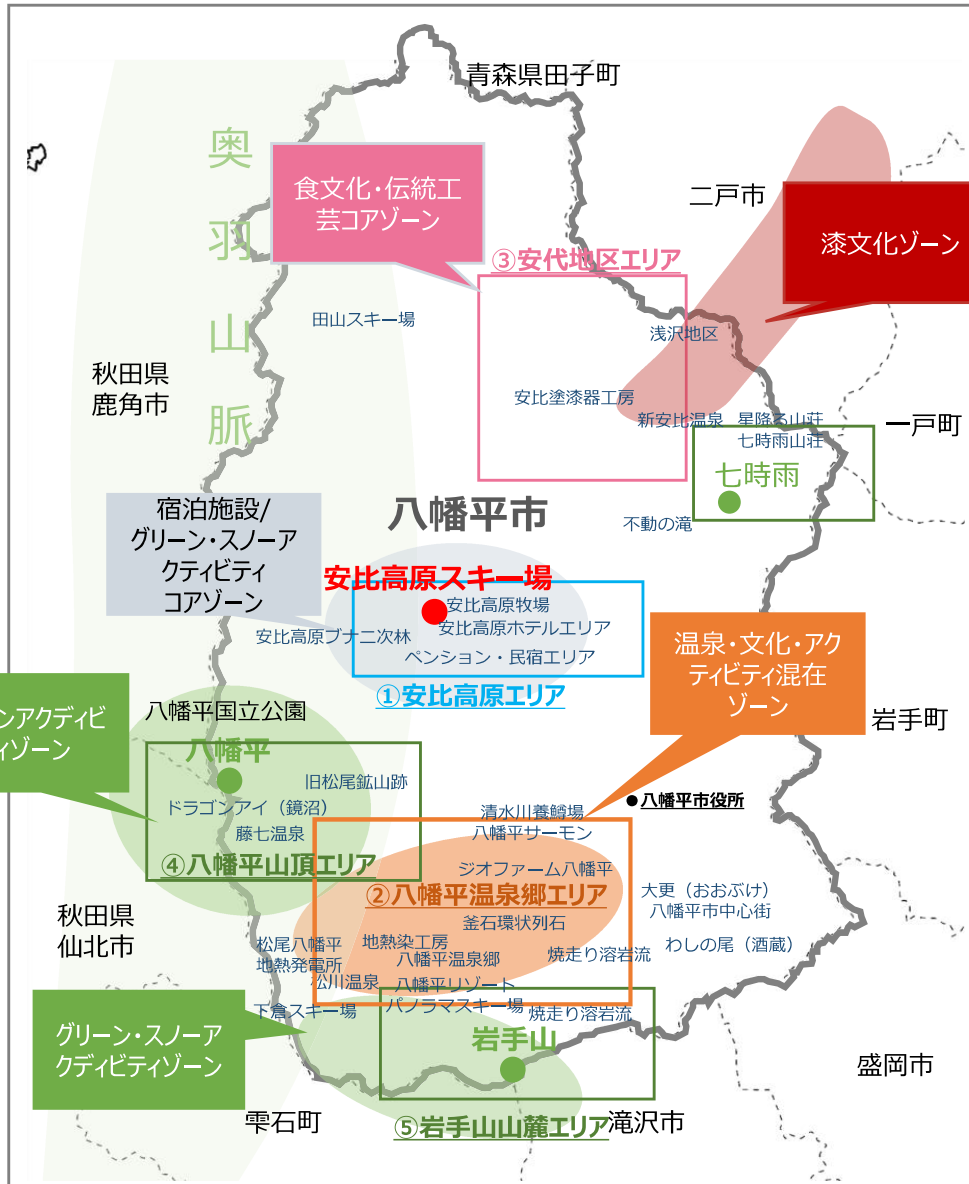 青森県田子町
奥
羽
山
脈
食文化・伝統工
芸コアゾーン
二戸市
漆文化ゾーン
③安代地区エリア
田山スキー場
浅沢地区
秋田県
鹿角市
安比塗漆器工房
新安比温泉
星降る山荘
七時雨山荘
一戸町
七時雨
不動の滝
八幡平市
宿泊施設/
グリーン・スノーア
クティビティ
コアゾーン
安比高原スキー場
安比高原牧場
安比高原ホテルエリア
安比高原ブナ二次林
ペンション・民宿エリア
①安比高原エリア
温泉・文化・アク
ティビティ混在
ゾーン
岩手町
ンアクディビ
ィゾーン
八幡平国立公園
八幡平
旧松尾鉱山跡
ドラゴンアイ（鏡沼）
藤七温泉
④八幡平山頂エリア
●八幡平市役所
清水川養鱒場
八幡平サーモン
ジオファーム八幡平
②八幡平温泉郷エリア
釜石環状列石
大更（おおぶけ）
八幡平市中心街
わしの尾（酒蔵）
秋田県
仙北市
松尾八幡平
地熱発電所
地熱染工房
八幡平温泉郷
焼走り溶岩流
松川温泉
八幡平リゾート
パノラマスキー場
下倉スキー場
焼走り溶岩流
グリーン・スノーア
クディビティゾーン
岩手山
盛岡市
雫石町
⑤岩手山山麓エリア
滝沢市